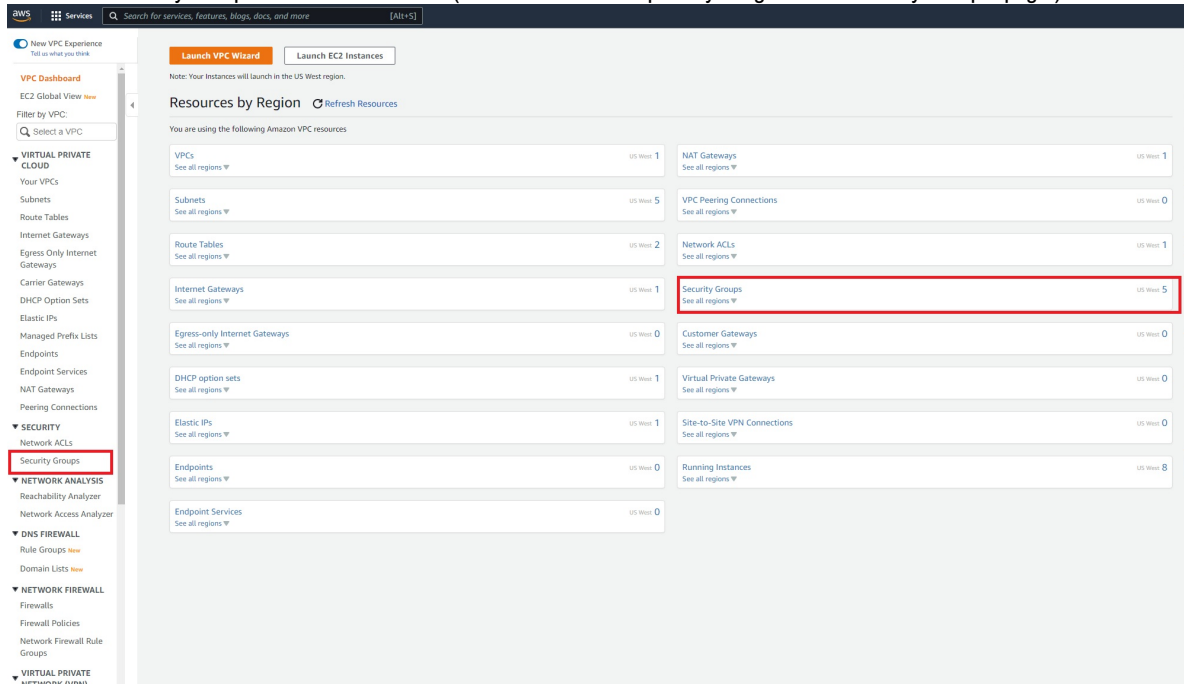 aws
Services
Search for services, features, blogs, docs, and more [Alt+S]
New VPC Experience
Tell us what you think
VPC Dashboard
EC2 Global View New
Filter by VPC:
Select a VPC
VIRTUAL PRIVATE
CLOUD
Your VPCs
Subnets
Route Tables
Internet Gateways
Egress Only Internet
Gateways
Carrier Gateways
DHCP Option Sets
Elastic IPs
Managed Prefix Lists
Endpoints
Endpoint Services
NAT Gateways
Peering Connections
SECURITY
Network ACLs
Security Groups
NETWORK ANALYSIS
Reachability Analyzer
Network Access Analyzer
DNS FIREWALL
Rule Groups New
Domain Lists New
NETWORK FIREWALL
Firewalls
Firewall Policies
Network Firewall Rule
Groups
VIRTUAL PRIVATE
NETWORK (VPN)
Launch VPC Wizard
Launch EC2 Instances
Note: Your Instances will launch in the US West region.
Resources by Region Refresh Resources
You are using the following Amazon VPC resources
VPCs US West 1
See all regions
NAT Gateways US West 1
See all regions
Subnets US West 5
See all regions
VPC Peering Connections US West 0
See all regions
Route Tables US West 2
See all regions
Network ACLs US West 1
See all regions
Internet Gateways US West 1
See all regions
Security Groups US West 5
See all regions
Egress-only Internet Gateways US West 0
See all regions
Customer Gateways US West 0
See all regions
DHCP option sets US West 1
See all regions
Virtual Private Gateways US West 0
See all regions
Elastic IPs US West 1
See all regions
Site-to-Site VPN Connections US West 0
See all regions
Endpoints US West 0
See all regions
Running Instances US West 8
See all regions
Endpoint Services US West 0
See all regions